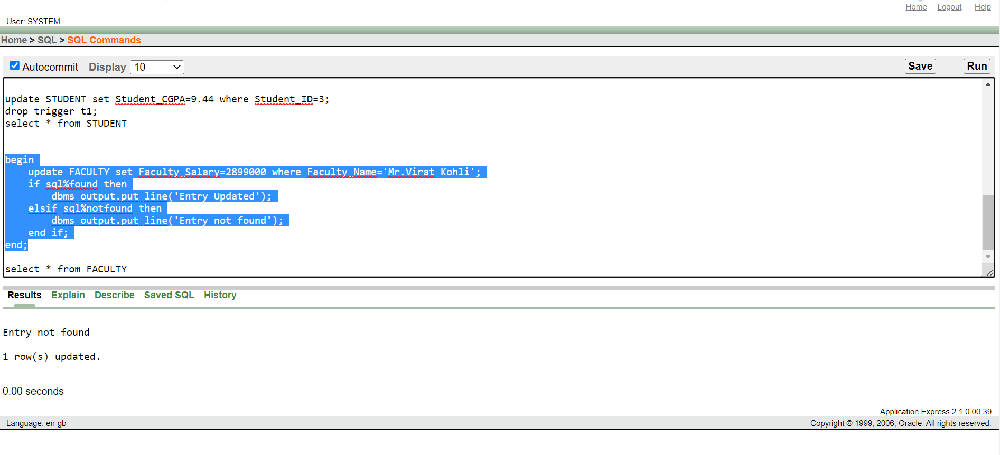 Home Logout Help
User: SYSTEM
Home > SQL > SQL Commands
Autocommit Display 10 Save Run
update STUDENT set Student_CGPA=9.44 where Student_ID=3;
drop trigger t1;
select * from STUDENT
begin
    update FACULTY set Faculty_Salary=2899000 where Faculty_Name='Mr.Virat Kohli';
    if sql%found then
        dbms_output.put_line('Entry Updated');
    elsif sql%notfound then
        dbms_output.put_line('Entry not found');
    end if;
end;
select * from FACULTY
Results Explain Describe Saved SQL History
Entry not found
1 row(s) updated.
0.00 seconds
Application Express 2.1.0.00.39
Language: en-gb Copyright © 1999, 2006, Oracle. All rights reserved.